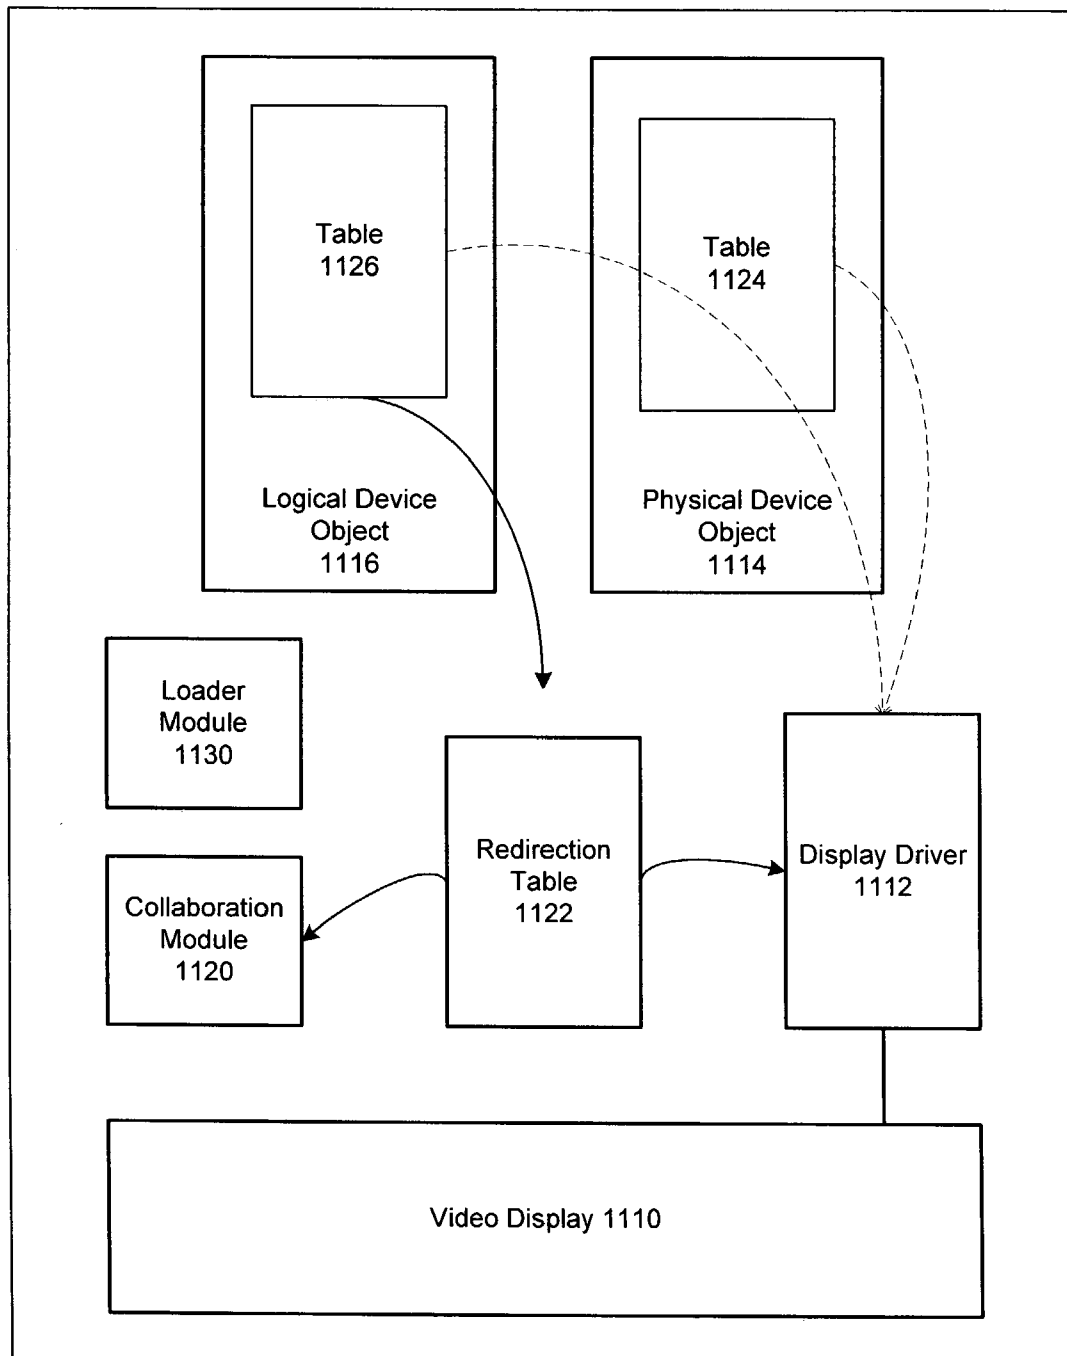 Table
1126
Table
1124
Logical Device
Object
1116
Physical Device
Object
1114
Loader
Module
1130
Redirection
Table
1122
Display Driver
1112
Collaboration
Module
1120
Video Display 1110